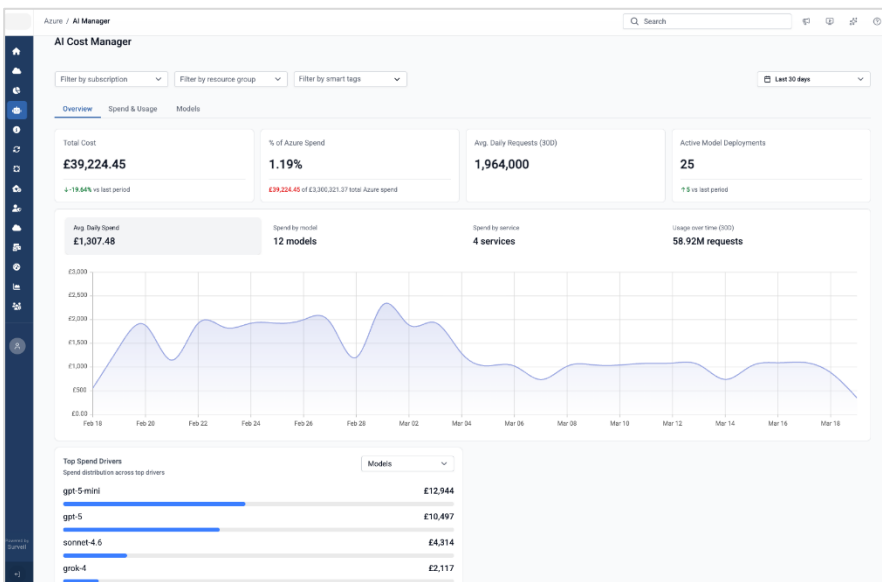 Azure / AI Manager
Search
AI Cost Manager
Filter by subscription
Filter by resource group
Filter by smart tags
Last 30 days
Overview
Spend & Usage
Models
Total Cost
£39,224.45
↓-19.64% vs last period
% of Azure Spend
1.19%
£39,224.45 of £3,300,321.37 total Azure spend
Avg. Daily Requests (30D)
1,964,000
Active Model Deployments
25
↑5 vs last period
Avg. Daily Spend
£1,307.48
Spend by model
12 models
Spend by service
4 services
Usage over time (30D)
58.92M requests
£3,000
£2,500
£2,000
£1,500
£1,000
£500
£0.00
Feb 18
Feb 20
Feb 22
Feb 24
Feb 26
Feb 28
Mar 02
Mar 04
Mar 06
Mar 08
Mar 10
Mar 12
Mar 14
Mar 16
Mar 18
Top Spend Drivers
Spend distribution across top drivers
Models
gpt-5-mini
£12,944
gpt-5
£10,497
sonnet-4.6
£4,314
grok-4
£2,117
Powered by
Surveil